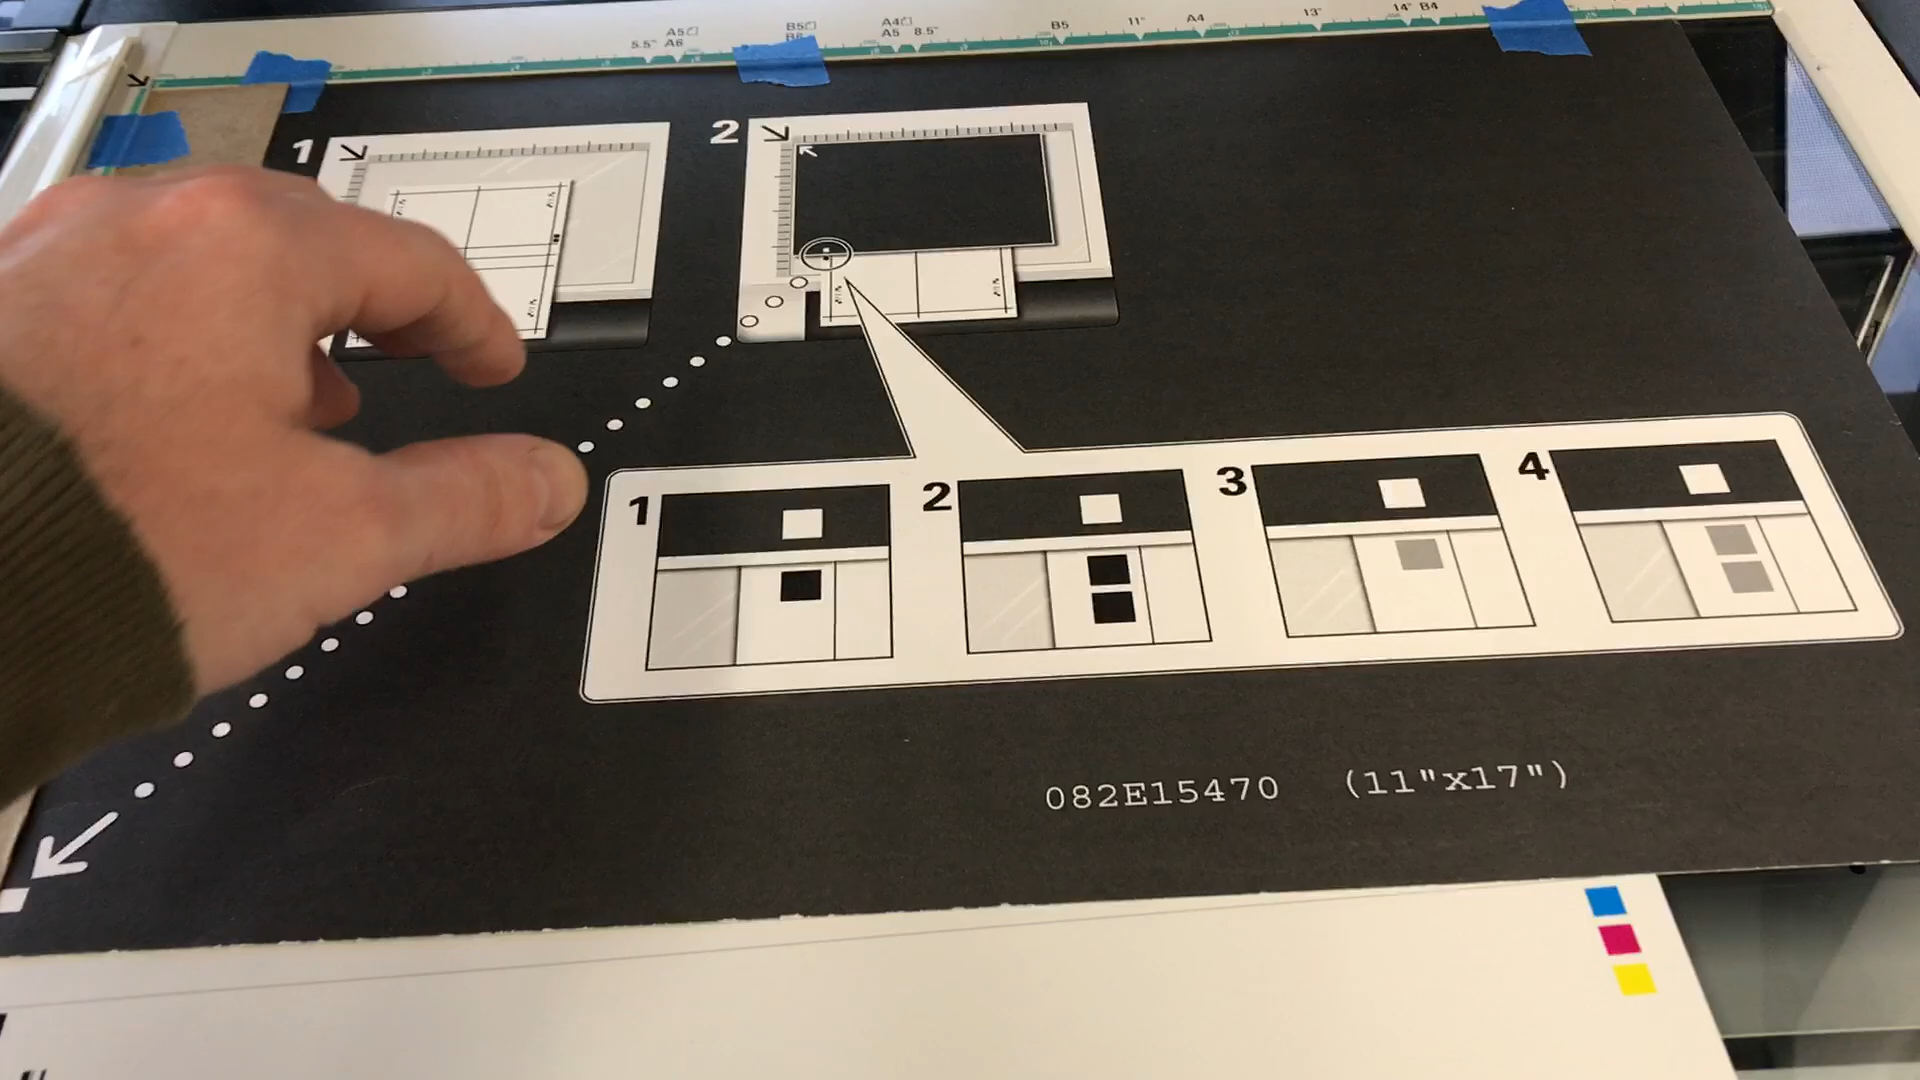 A5 B5 A4
5.5" A6 B6 A5 8.5" B5 11" A4 13" 14" B4
1 2
1 2 3 4
082E15470 (11"x17")